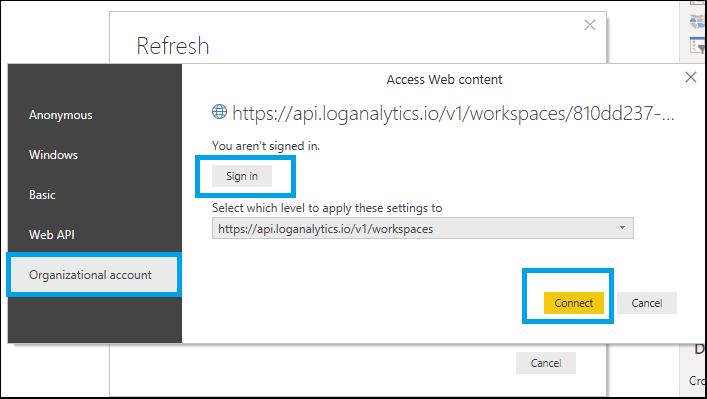 Refresh
Access Web content
Anonymous
Windows
Basic
Web API
Organizational account
https://api.loganalytics.io/v1/workspaces/810dd237-...
You aren't signed in.
Sign in
Select which level to apply these settings to
https://api.loganalytics.io/v1/workspaces
Connect
Cancel
Cancel
D
Cro